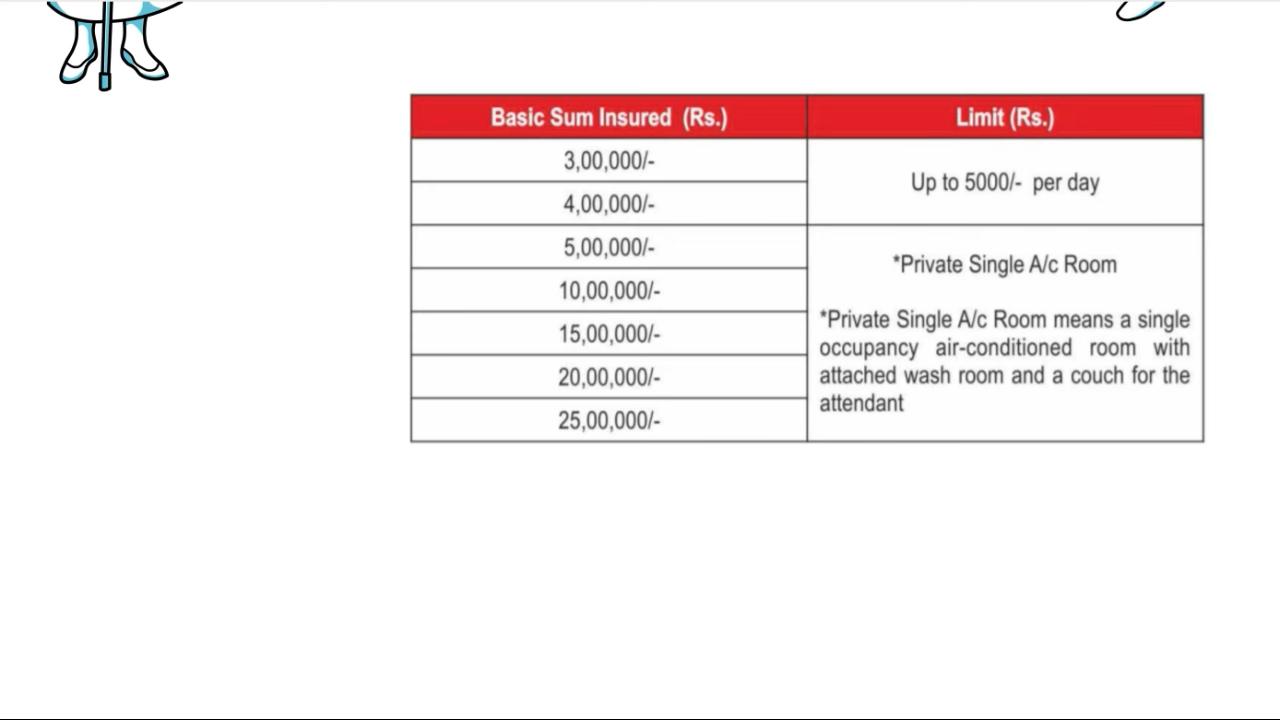 Basic Sum Insured (Rs.)
Limit (Rs.)
3,00,000/-
4,00,000/-
Up to 5000/- per day
5,00,000/-
10,00,000/-
15,00,000/-
20,00,000/-
25,00,000/-
*Private Single A/c Room
*Private Single A/c Room means a single
occupancy air-conditioned room with
attached wash room and a couch for the
attendant